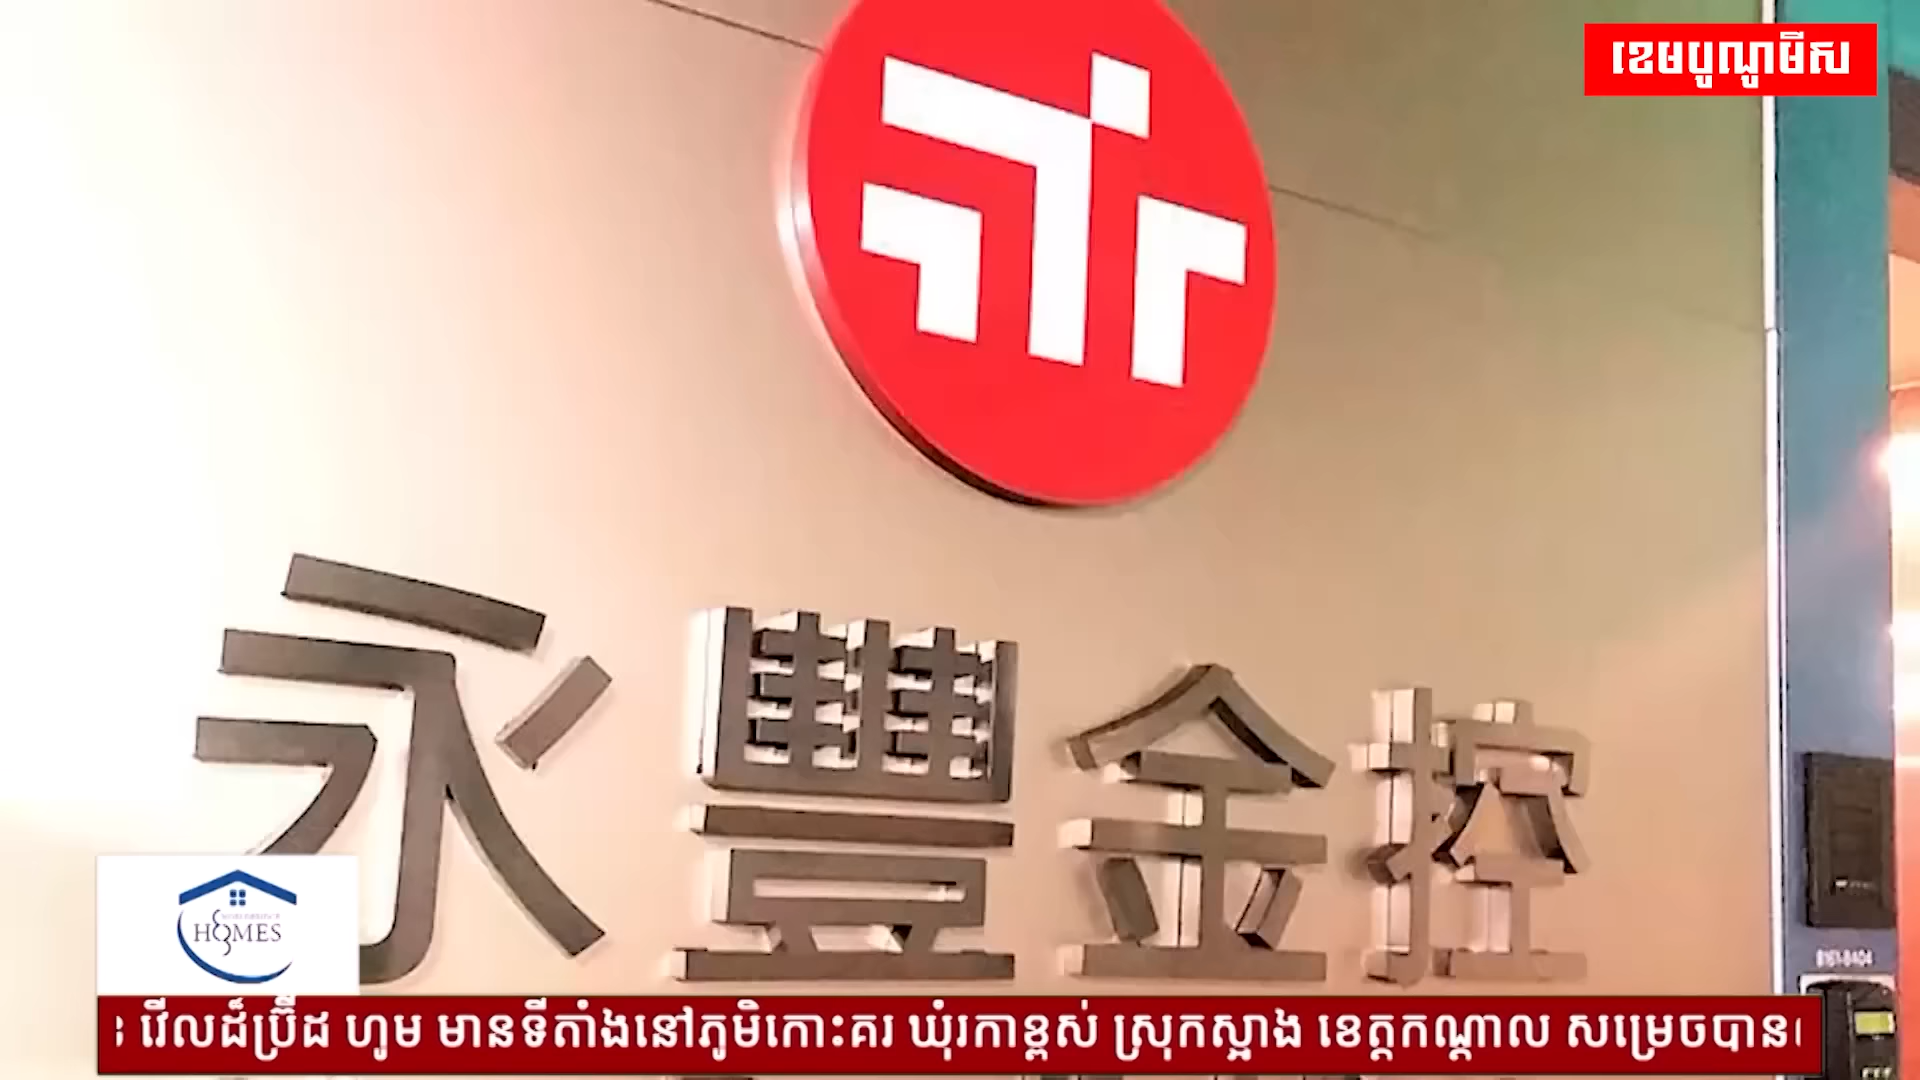 ខេមបូណូមីស
永豐金控
HOMES
វើលដ៏ប្រ៊ីដ ហូម មានទីតាំងនៅភូមិកោះគរ ឃុំរកាខ្ពស់ ស្រុកស្អាង ខេត្តកណ្តាល សម្រេចបាន